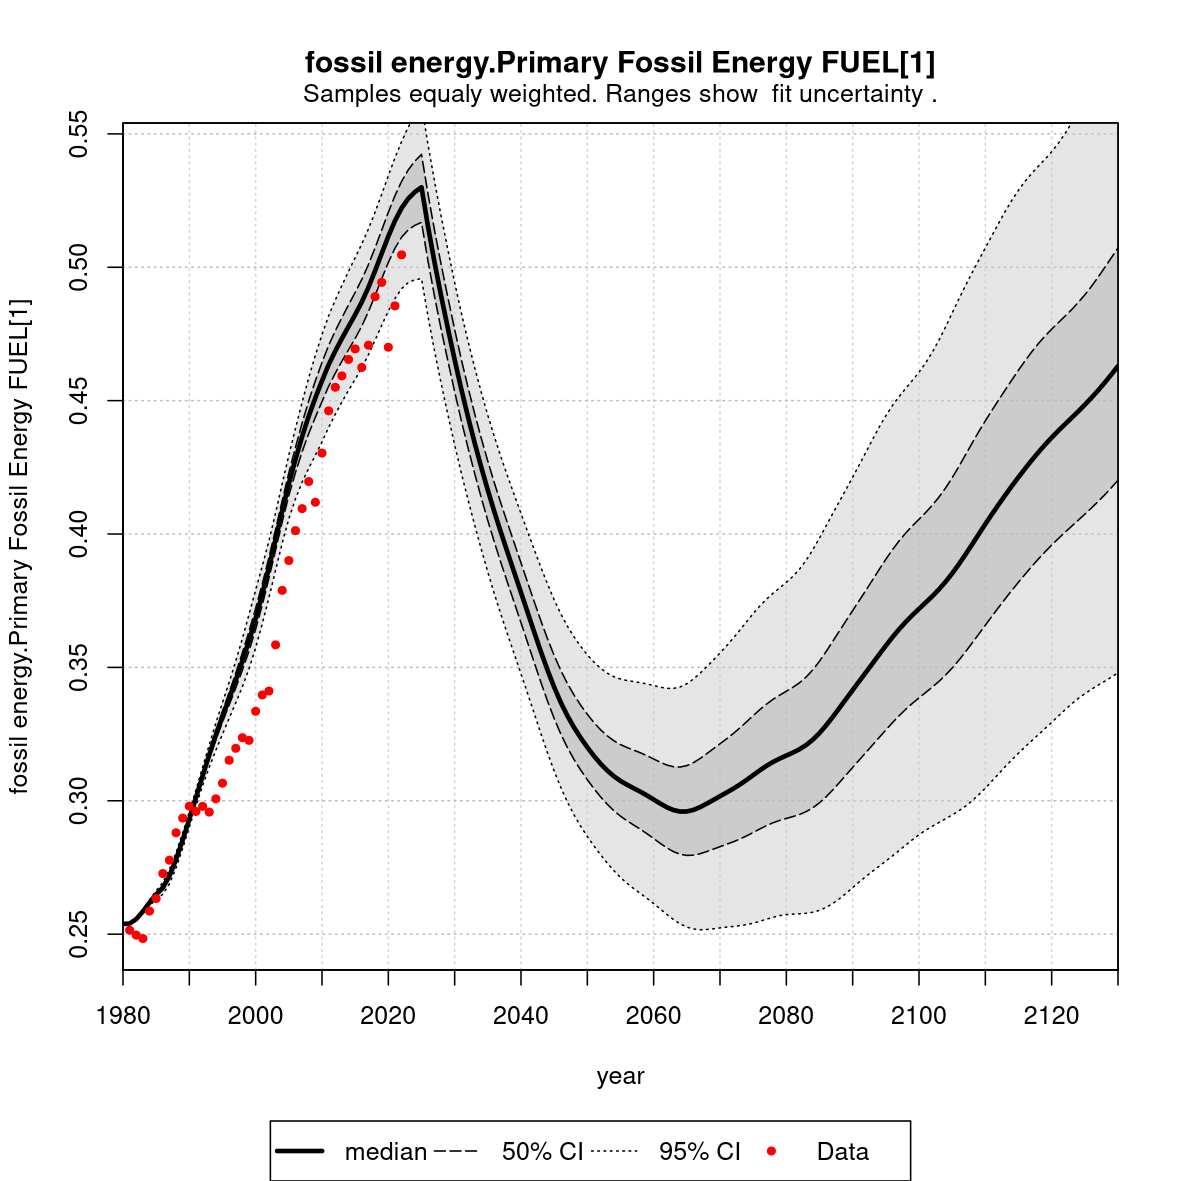 fossil energy.Primary Fossil Energy FUEL[1]
Samples equaly weighted. Ranges show  fit uncertainty .
fossil energy.Primary Fossil Energy FUEL[1]
0.55
0.50
0.45
0.40
0.35
0.30
0.25
1980 2000 2020 2040 2060 2080 2100 2120
year
median 50% CI 95% CI Data